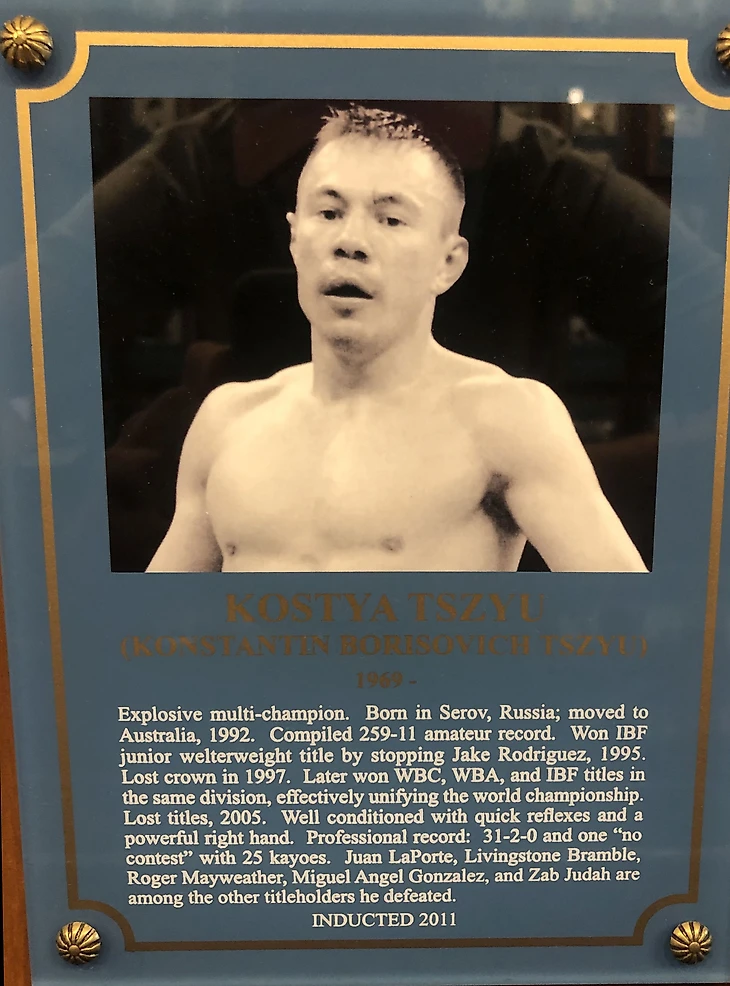 KOSTYA TSZYU
(KONSTANTIN BORISOVICH TSZYU)
1969 -
Explosive multi-champion. Born in Serov, Russia; moved to
Australia, 1992. Compiled 259-11 amateur record. Won IBF
junior welterweight title by stopping Jake Rodriguez, 1995.
Lost crown in 1997. Later won WBC, WBA, and IBF titles in
the same division, effectively unifying the world championship.
Lost titles, 2005. Well conditioned with quick reflexes and a
powerful right hand. Professional record: 31-2-0 and one “no
contest” with 25 kayoes. Juan LaPorte, Livingstone Bramble,
Roger Mayweather, Miguel Angel Gonzalez, and Zab Judah are
among the other titleholders he defeated.
INDUCTED 2011